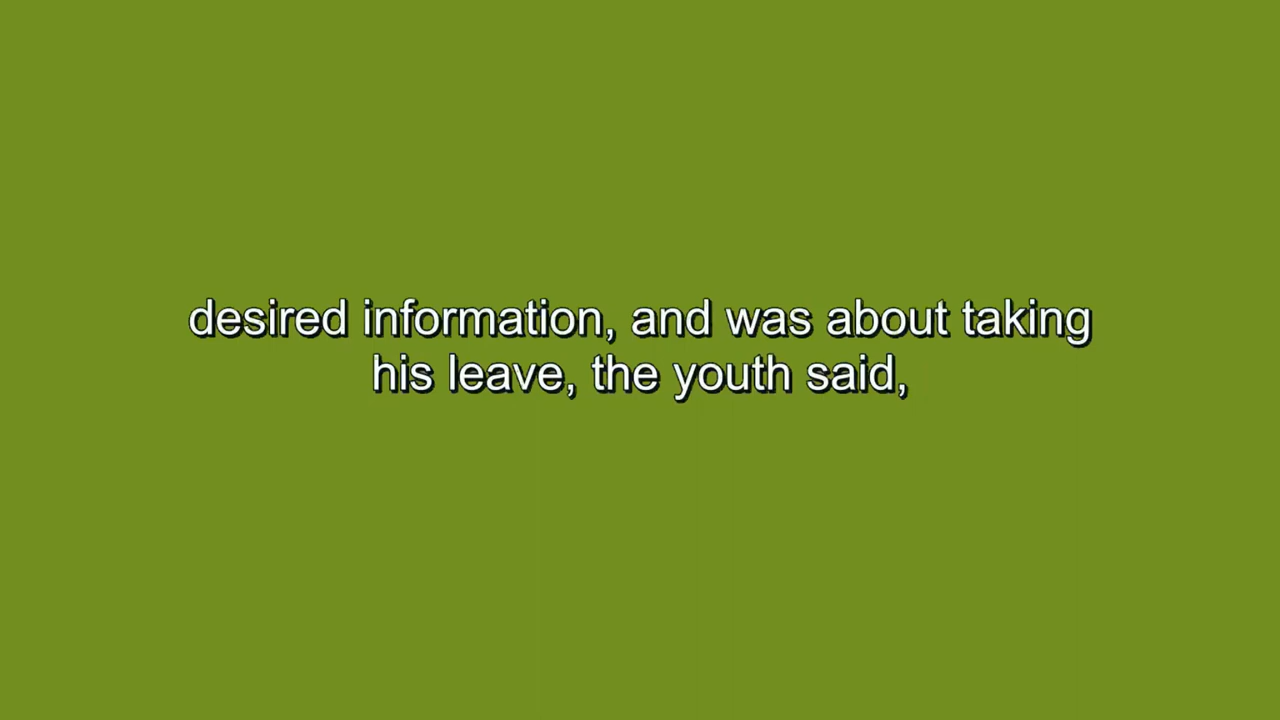 desired information, and was about taking
his leave, the youth said,